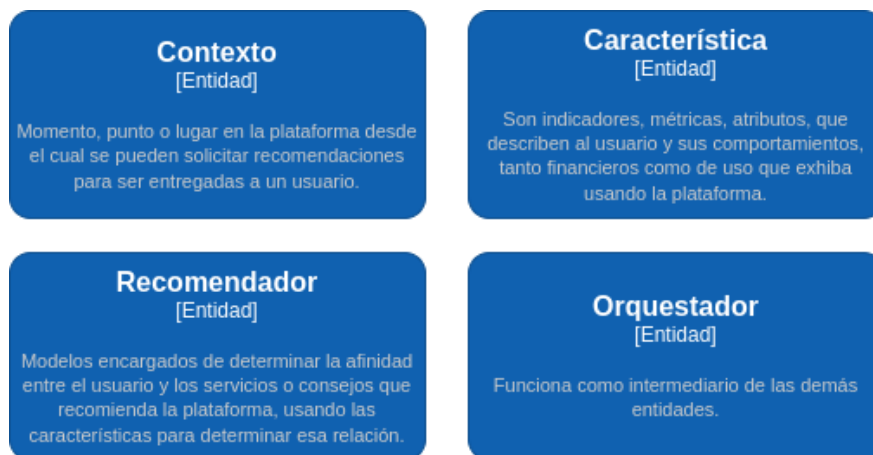 Contexto
[Entidad]
Momento, punto o lugar en la plataforma desde
el cual se pueden solicitar recomendaciones
para ser entregadas a un usuario.
Característica
[Entidad]
Son indicadores, métricas, atributos, que
describen al usuario y sus comportamientos,
tanto financieros como de uso que exhiba
usando la plataforma.
Recomendador
[Entidad]
Modelos encargados de determinar la afinidad
entre el usuario y los servicios o consejos que
recomienda la plataforma, usando las
características para determinar esa relación.
Orquestador
[Entidad]
Funciona como intermediario de las demás
entidades.